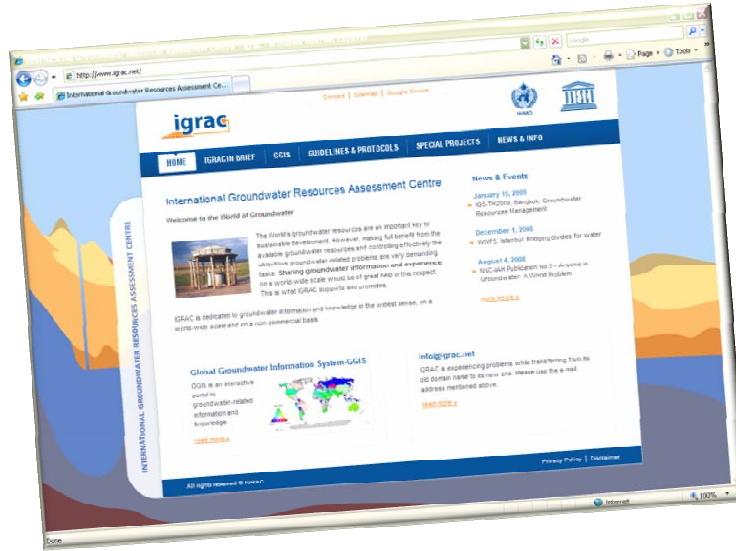 http://www.igrac.net/
Google
Page
Tools
International Groundwater Resources Assessment Ce...
Contact | Sitemap | Google Search
igrac
WMO
UNESCO
HOME IGRAC IN BRIEF GGIS GUIDELINES & PROTOCOLS SPECIAL PROJECTS NEWS & INFO
INTERNATIONAL GROUNDWATER RESOURCES ASSESSMENT CENTRE
International Groundwater Resources Assessment Centre
Welcome to the World of Groundwater
The World's groundwater resources are an important key to
sustainable development. However, making full benefit from the
available groundwater resources and controlling effectively the
ubiquitous groundwater-related problems are very demanding
tasks. Sharing groundwater information and experience
on a world-wide scale would be of great help in this respect.
This is what IGRAC supports and promotes.
IGRAC is dedicated to groundwater information and knowledge in the widest sense, on a
world-wide scale and on a non-commercial basis.
News & Events
January 15, 2009
IGS-TH2009, Bangkok, Groundwater
Resources Management
December 1, 2008
WWF5, Istanbul: Bridging Divides for water
August 4, 2008
Groundwater: A World Problem
read more »
Global Groundwater Information System-GGIS
GGIS is an interactive
portal to
groundwater-related
information and
knowledge
read more »
info@igrac.net
IGRAC is experiencing problems while transferring from its
old domain name to its new one. Please use the e-mail
address mentioned above.
read more »
All rights reserved © IGRAC
Privacy Policy | Disclaimer
Done
Internet
100%